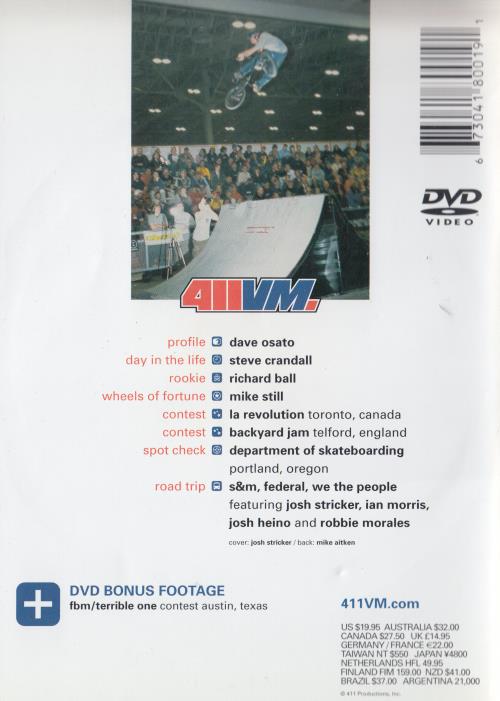 6 73041 80019 1
DVD
VIDEO
411VM.
profile dave osato
day in the life steve crandall
rookie richard ball
wheels of fortune mike still
contest la revolution toronto, canada
contest backyard jam telford, england
spot check department of skateboarding
portland, oregon
road trip s&m, federal, we the people
featuring josh stricker, ian morris,
josh heino and robbie morales
cover: josh stricker / back: mike aitken
DVD BONUS FOOTAGE
fbm/terrible one contest austin, texas
411VM.com
US $19.95 AUSTRALIA $32.00
CANADA $27.50 UK £14.95
GERMANY / FRANCE €22.00
TAIWAN NT $550 JAPAN ¥4800
NETHERLANDS HFL 49.95
FINLAND FIM 159.00 NZD $41.00
BRAZIL $37.00 ARGENTINA 21,000
© 411 Productions, Inc.